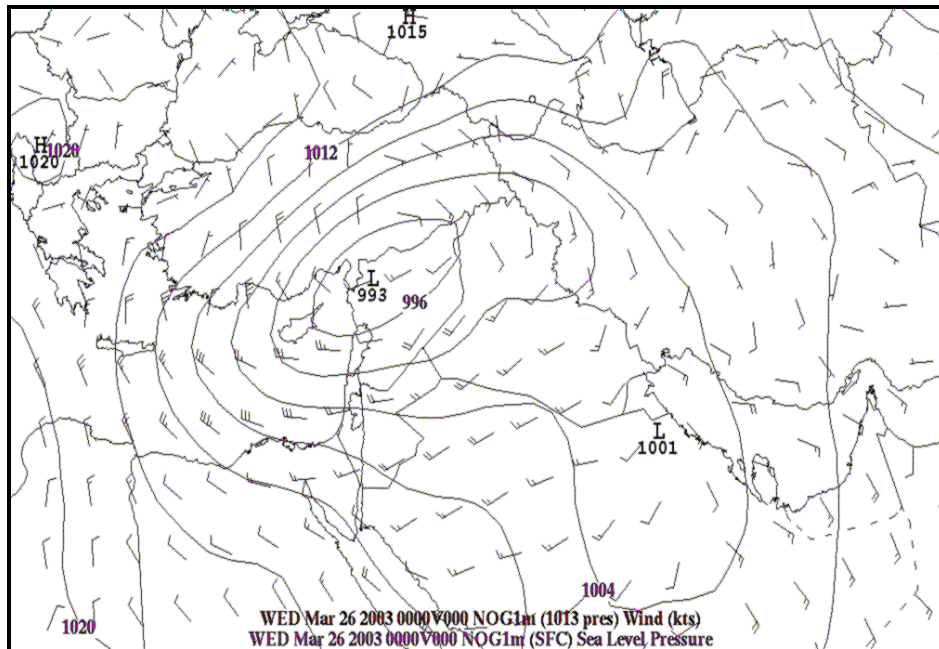 H
1015
H
1020
1020
1012
L
993
996
L
1001
1004
1020
WED Mar 26 2003 0000V000 NOG1m (1013 pres) Wind (kts)
WED Mar 26 2003 0000V000 NOG1m (SFC) Sea Level Pressure